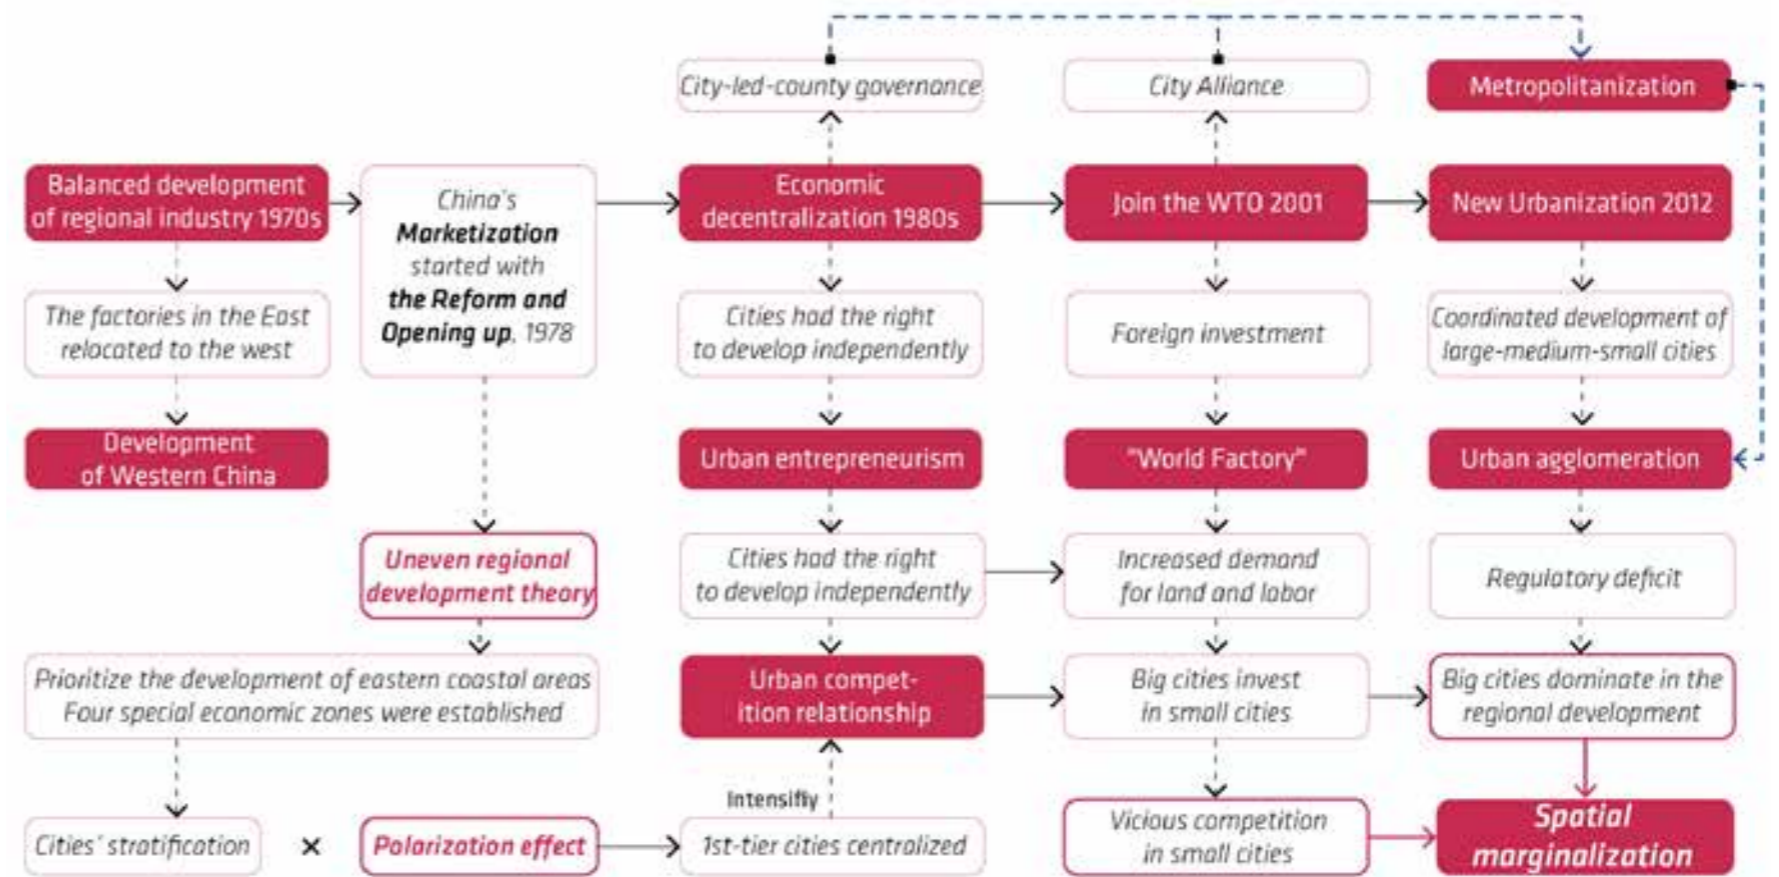 City-led-county governance
City Alliance
Metropolitanization
Balanced development
of regional industry 1970s
China's
Marketization
started with
the Reform and
Opening up, 1978
Economic
decentralization 1980s
Join the WTO 2001
New Urbanization 2012
The factories in the East
relocated to the west
Cities had the right
to develop independently
Foreign investment
Coordinated development of
large-medium-small cities
Development
of Western China
Urban entrepreneurism
"World Factory"
Urban agglomeration
Uneven regional
development theory
Cities had the right
to develop independently
Increased demand
for land and labor
Regulatory deficit
Prioritize the development of eastern coastal areas
Four special economic zones were established
Urban compet-
ition relationship
Big cities invest
in small cities
Big cities dominate in the
regional development
Intensifiy
Cities' stratification
×
Polarization effect
1st-tier cities centralized
Vicious competition
in small cities
Spatial
marginalization